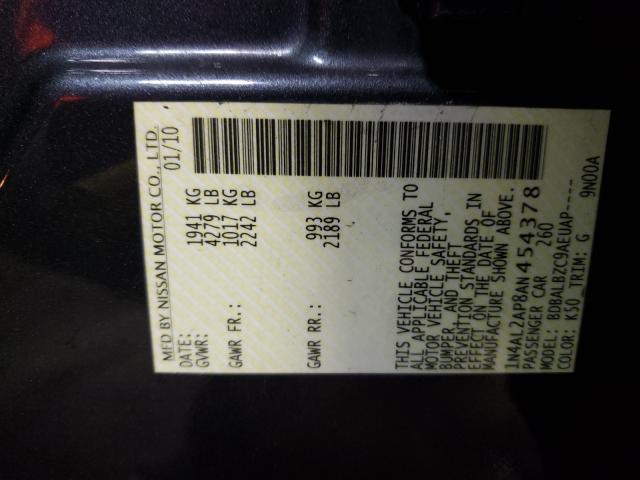 MFD BY NISSAN MOTOR CO., LTD.
DATE: 01/10
GVWR: 1941 KG
4279 LB
GAWR FR.: 1017 KG
2242 LB
GAWR RR.: 993 KG
2189 LB
THIS VEHICLE CONFORMS TO
ALL APPLICABLE FEDERAL
MOTOR VEHICLE SAFETY,
BUMPER, AND THEFT
PREVENTION STANDARDS IN
EFFECT ON THE DATE OF
MANUFACTURE SHOWN ABOVE.
1N4AL2AP8AN454378
PASSENGER CAR 260
MODEL: BDBALBZC9AEUAP-----
COLOR: K50 TRIM: G 9N00A